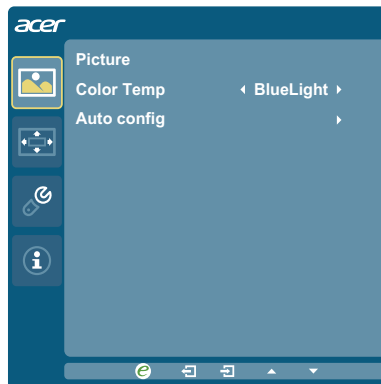 acer
Picture
Color Temp BlueLight
Auto config
i
e